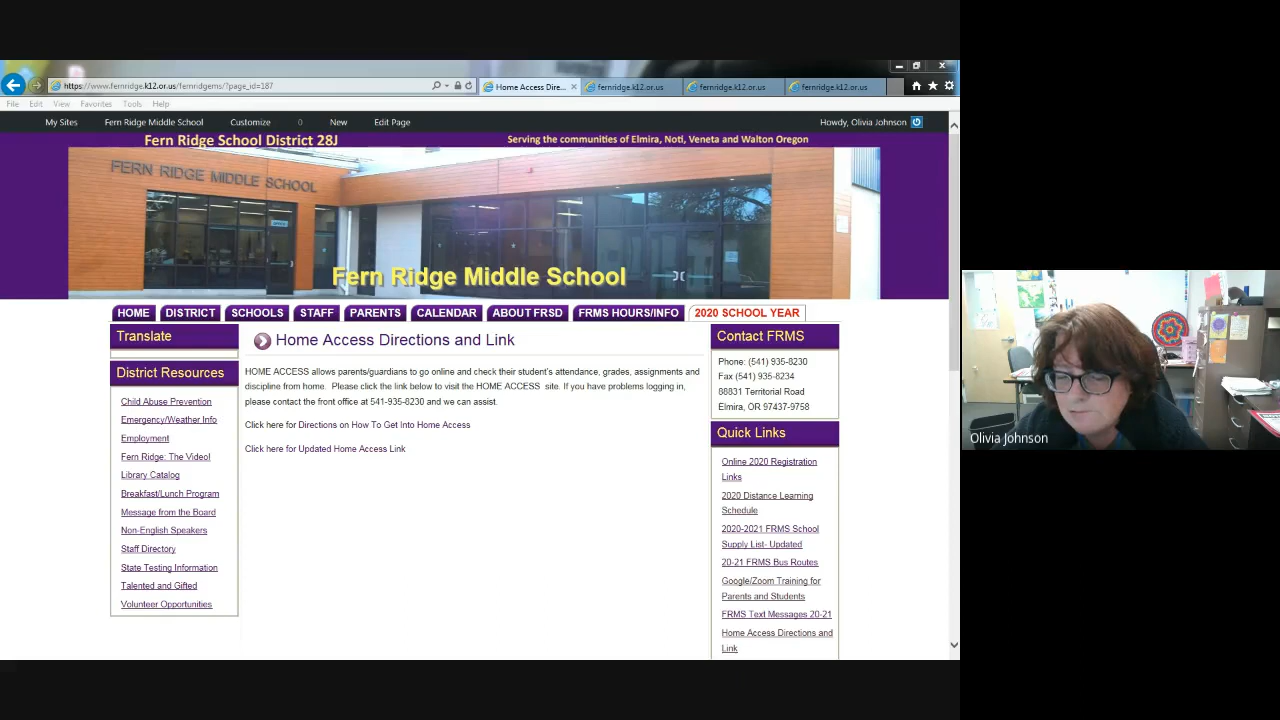 https://www.fernridge.k12.or.us/fernridgems/?page_id=187
Home Access Dire...
fernridge.k12.or.us
fernridge.k12.or.us
fernridge.k12.or.us
File Edit View Favorites Tools Help
My Sites Fern Ridge Middle School Customize 0 New Edit Page Howdy, Olivia Johnson
Fern Ridge School District 28J
Serving the communities of Elmira, Noti, Veneta and Walton Oregon
FERN RIDGE MIDDLE SCHOOL
Fern Ridge Middle School
HOME DISTRICT SCHOOLS STAFF PARENTS CALENDAR ABOUT FRSD FRMS HOURS/INFO 2020 SCHOOL YEAR
Translate
District Resources
Child Abuse Prevention
Emergency/Weather Info
Employment
Fern Ridge: The Video!
Library Catalog
Breakfast/Lunch Program
Message from the Board
Non-English Speakers
Staff Directory
State Testing Information
Talented and Gifted
Volunteer Opportunities
Home Access Directions and Link
HOME ACCESS allows parents/guardians to go online and check their student's attendance, grades, assignments and
discipline from home. Please click the link below to visit the HOME ACCESS site. If you have problems logging in,
please contact the front office at 541-935-8230 and we can assist.
Click here for Directions on How To Get Into Home Access
Click here for Updated Home Access Link
Contact FRMS
Phone: (541) 935-8230
Fax (541) 935-8234
88831 Territorial Road
Elmira, OR 97437-9758
Quick Links
Online 2020 Registration
Links
2020 Distance Learning
Schedule
2020-2021 FRMS School
Supply List- Updated
20-21 FRMS Bus Routes
Google/Zoom Training for
Parents and Students
FRMS Text Messages 20-21
Home Access Directions and
Link
Olivia Johnson